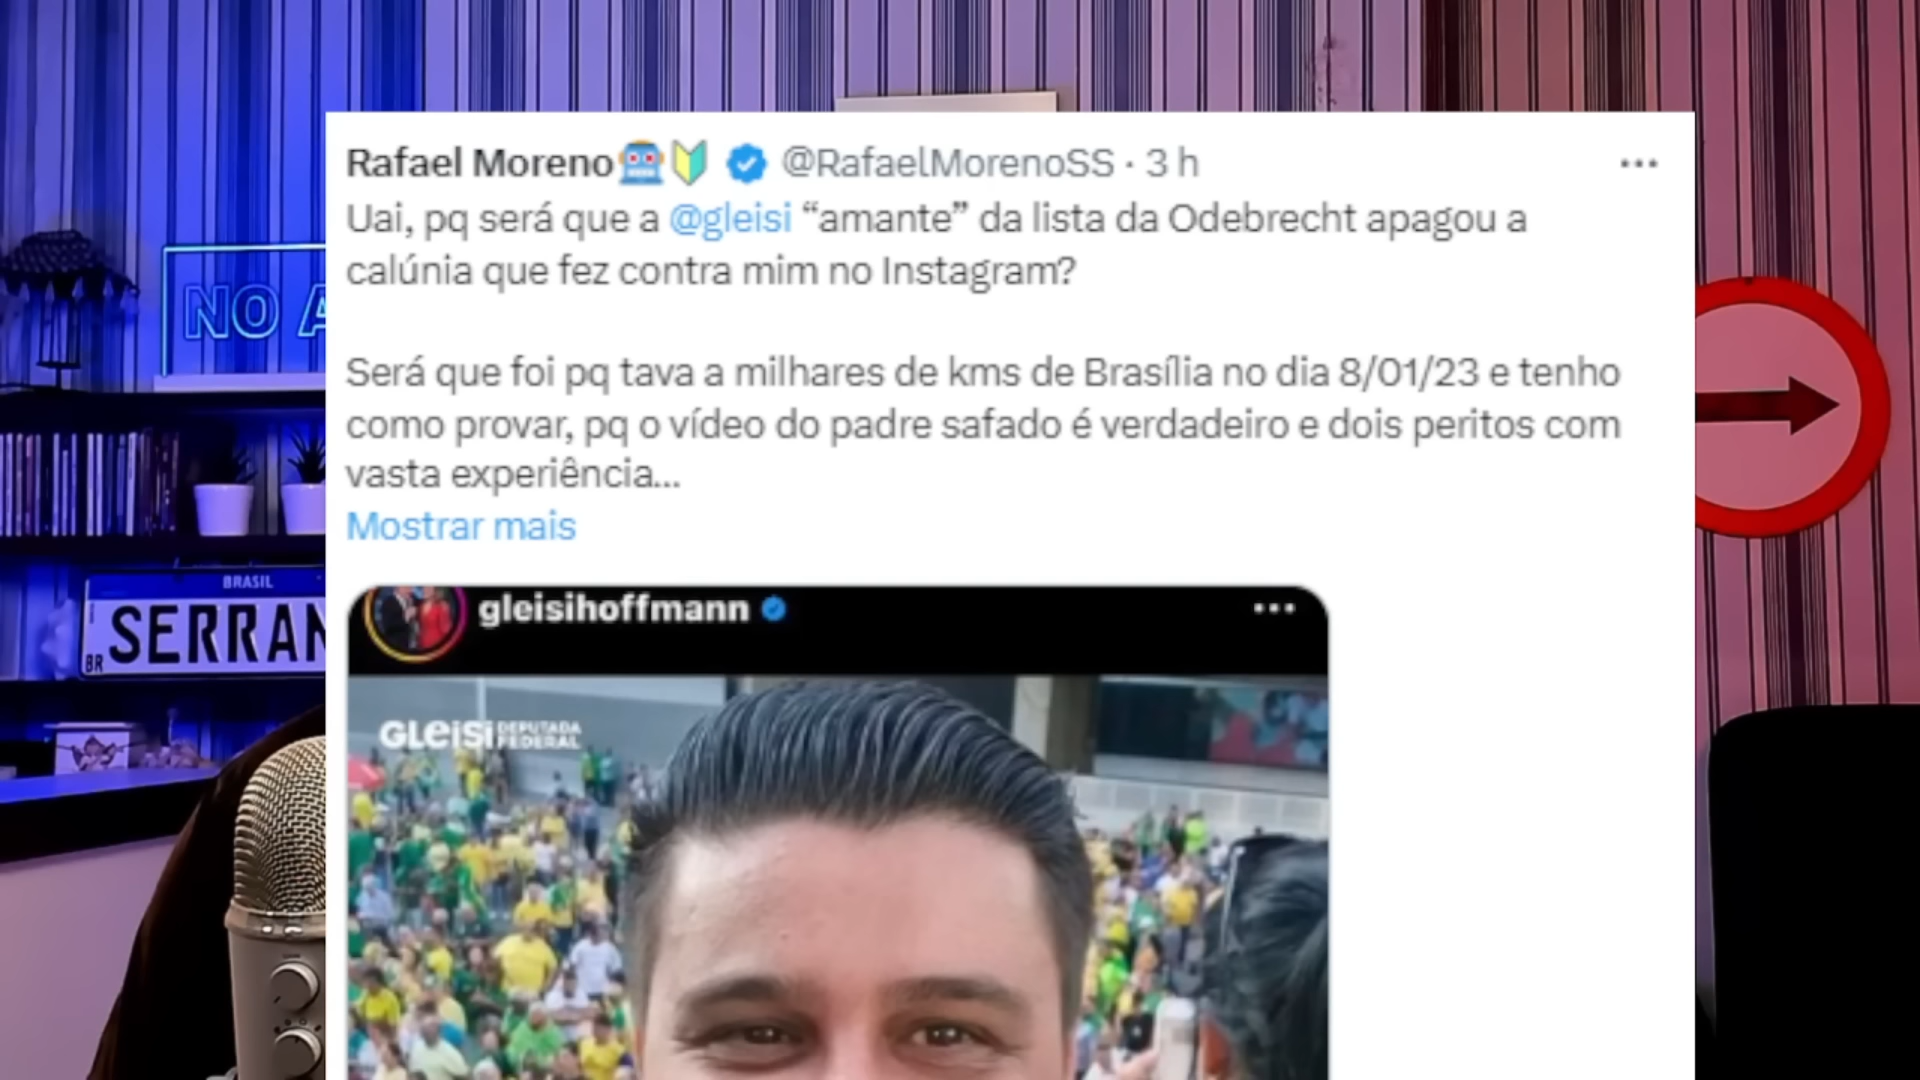 Rafael Moreno @RafaelMorenoSS · 3 h
Uai, pq será que a @gleisi “amante” da lista da Odebrecht apagou a
calúnia que fez contra mim no Instagram?
Será que foi pq tava a milhares de kms de Brasília no dia 8/01/23 e tenho
como provar, pq o vídeo do padre safado é verdadeiro e dois peritos com
vasta experiência...
Mostrar mais
gleisihoffmann
GLeiSi DEPUTADA
FEDERAL
NO A
BRASIL
BR SERRAN